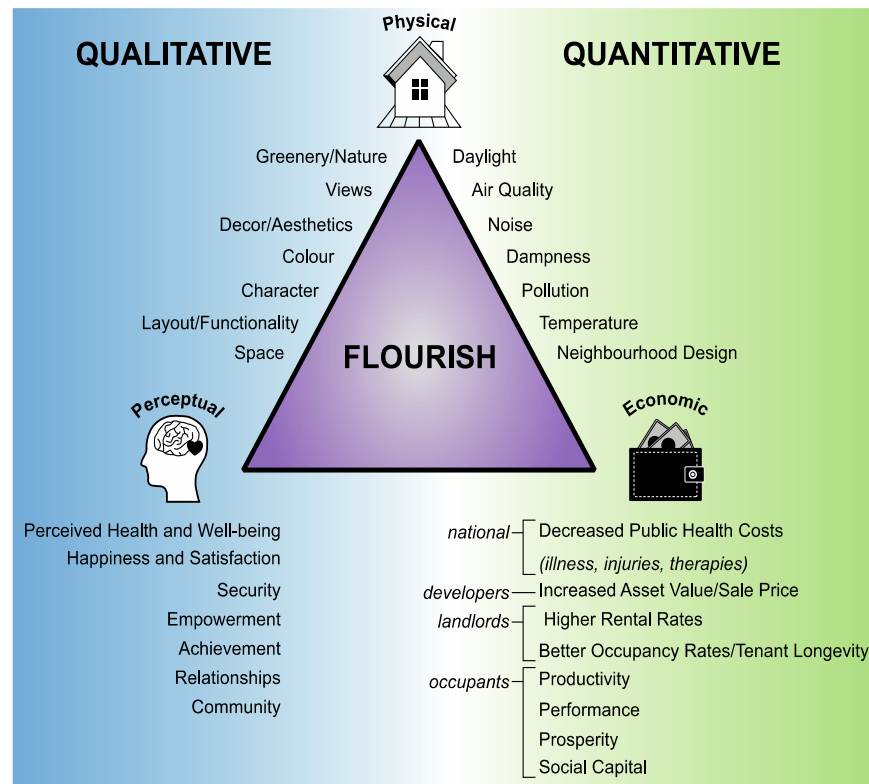 Physical
QUALITATIVE
QUANTITATIVE
Greenery/Nature
Views
Decor/Aesthetics
Colour
Character
Layout/Functionality
Space
Daylight
Air Quality
Noise
Dampness
Pollution
Temperature
Neighbourhood Design
FLOURISH
Perceptual
Perceived Health and Well-being
Happiness and Satisfaction
Security
Empowerment
Achievement
Relationships
Community
Economic
national Decreased Public Health Costs
(illness, injuries, therapies)
developers Increased Asset Value/Sale Price
landlords Higher Rental Rates
Better Occupancy Rates/Tenant Longevity
occupants Productivity
Performance
Prosperity
Social Capital